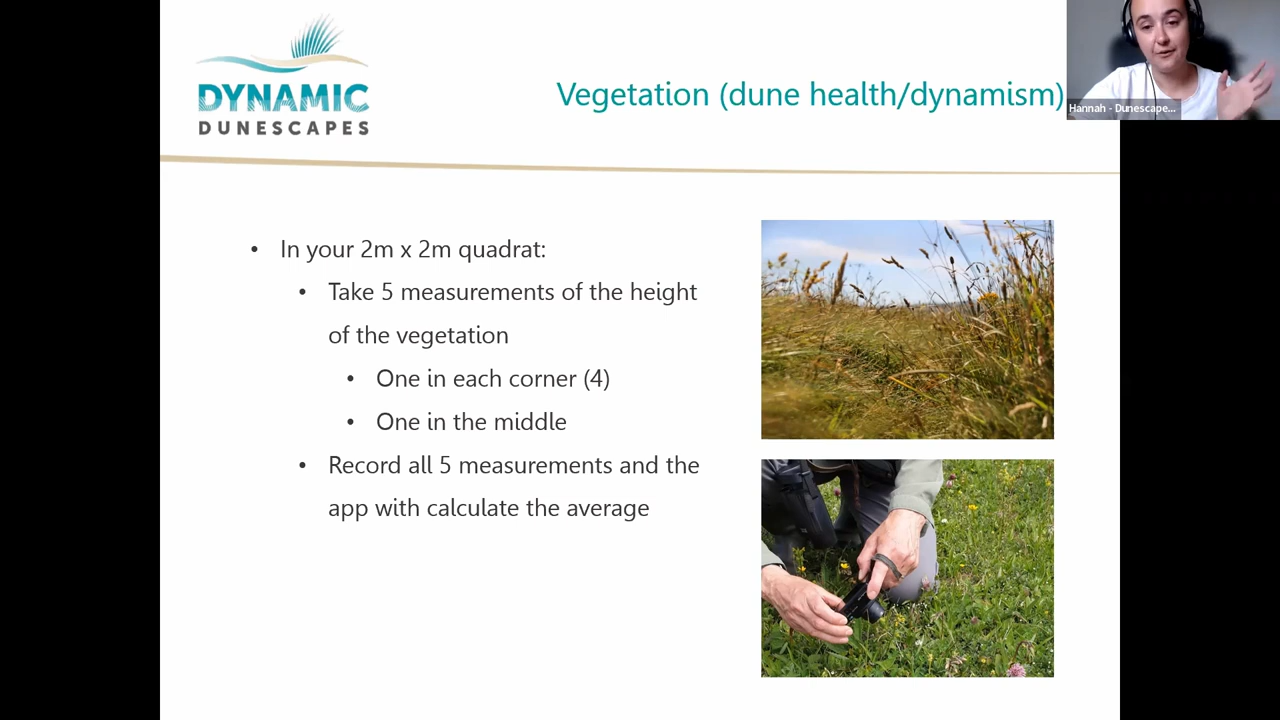 DYNAMIC
DUNESCAPES
Vegetation (dune health/dynamism)
Hannah - Dunescape...
• In your 2m x 2m quadrat:
• Take 5 measurements of the height
of the vegetation
• One in each corner (4)
• One in the middle
• Record all 5 measurements and the
app with calculate the average